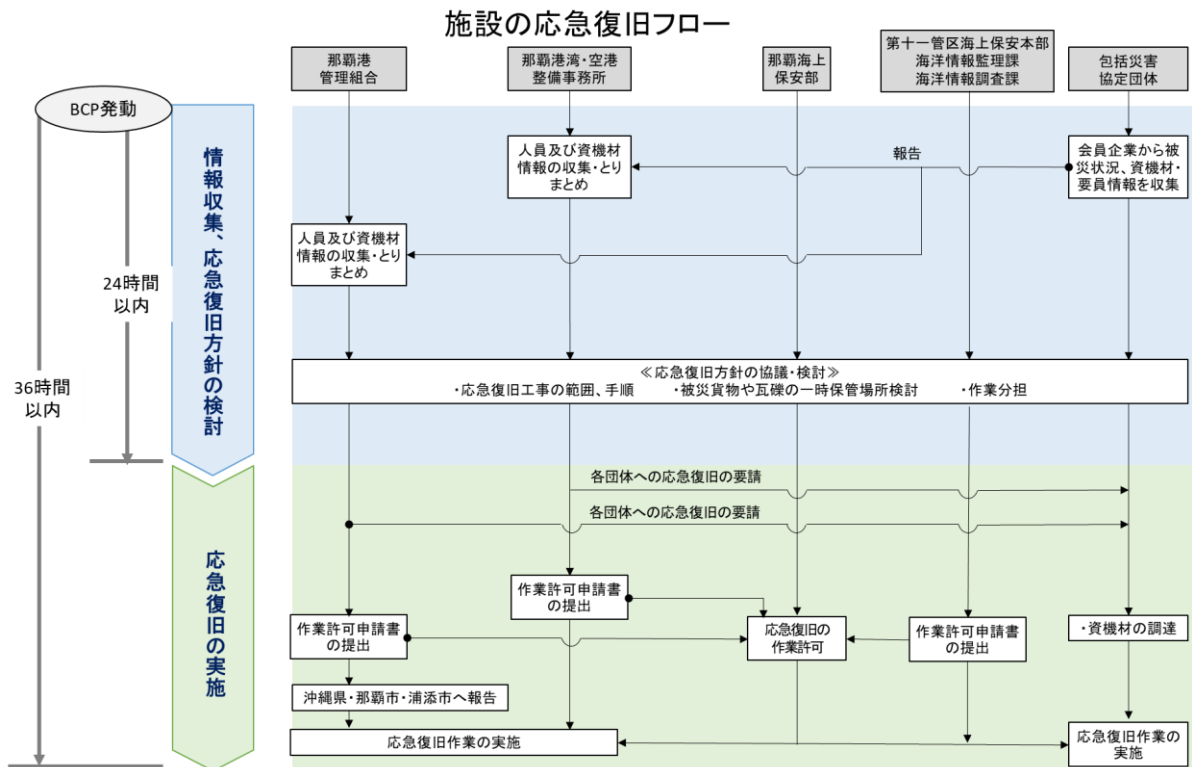 施設の応急復旧フロー
那覇港
管理組合
那覇港湾・空港
整備事務所
那覇海上
保安部
第十一管区海上保安本部
海洋情報監理課
海洋情報調査課
包括災害
協定団体
BCP発動
24時間
以内
36時間
以内
情報収集、応急復旧方針の検討
人員及び資機材
情報の収集・とり
まとめ
報告
会員企業から被
災状況、資機材・
要員情報を収集
人員及び資機材
情報の収集・とり
まとめ
≪応急復旧方針の協議・検討≫
・応急復旧工事の範囲、手順 ・被災貨物や瓦礫の一時保管場所検討 ・作業分担
応急復旧の実施
各団体への応急復旧の要請
各団体への応急復旧の要請
作業許可申請書
の提出
作業許可申請書
の提出
応急復旧の
作業許可
作業許可申請書
の提出
・資機材の調達
沖縄県・那覇市・浦添市へ報告
応急復旧作業の実施
応急復旧作業の
実施